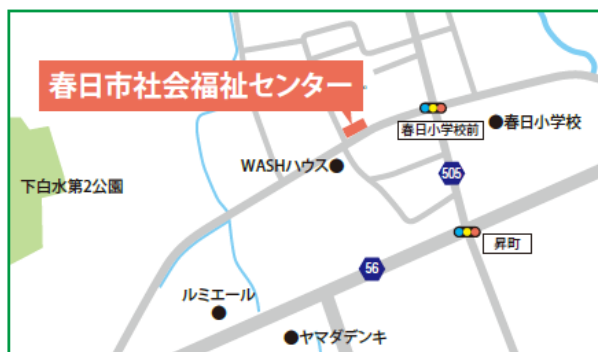 春日市社会福祉センター
春日小学校前
春日小学校
WASHハウス
下白水第2公園
505
昇町
56
ルミエール
ヤマダデンキ